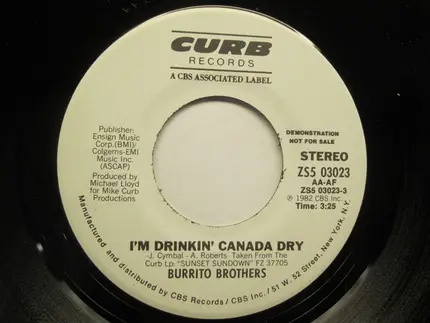 CURB
RECORDS
A CBS ASSOCIATED LABEL
Publisher:
Ensign Music
Corp.(BMI)/
Colgems-EMI
Music Inc.
(ASCAP)
Produced by
Michael Lloyd
for Mike Curb
Productions
DEMONSTRATION
NOT FOR SALE
STEREO
ZS5 03023
AA-AF
ZS5 03023-3
℗ 1982 CBS Inc.
Time: 3:25
I'M DRINKIN' CANADA DRY
- J. Cymbal - A. Roberts Taken From The
Curb Lp: "SUNSET SUNDOWN" FZ 37705
BURRITO BROTHERS
Manufactured and distributed by CBS Records / CBS Inc. / 51 W. 52 Street, New York, N.Y.